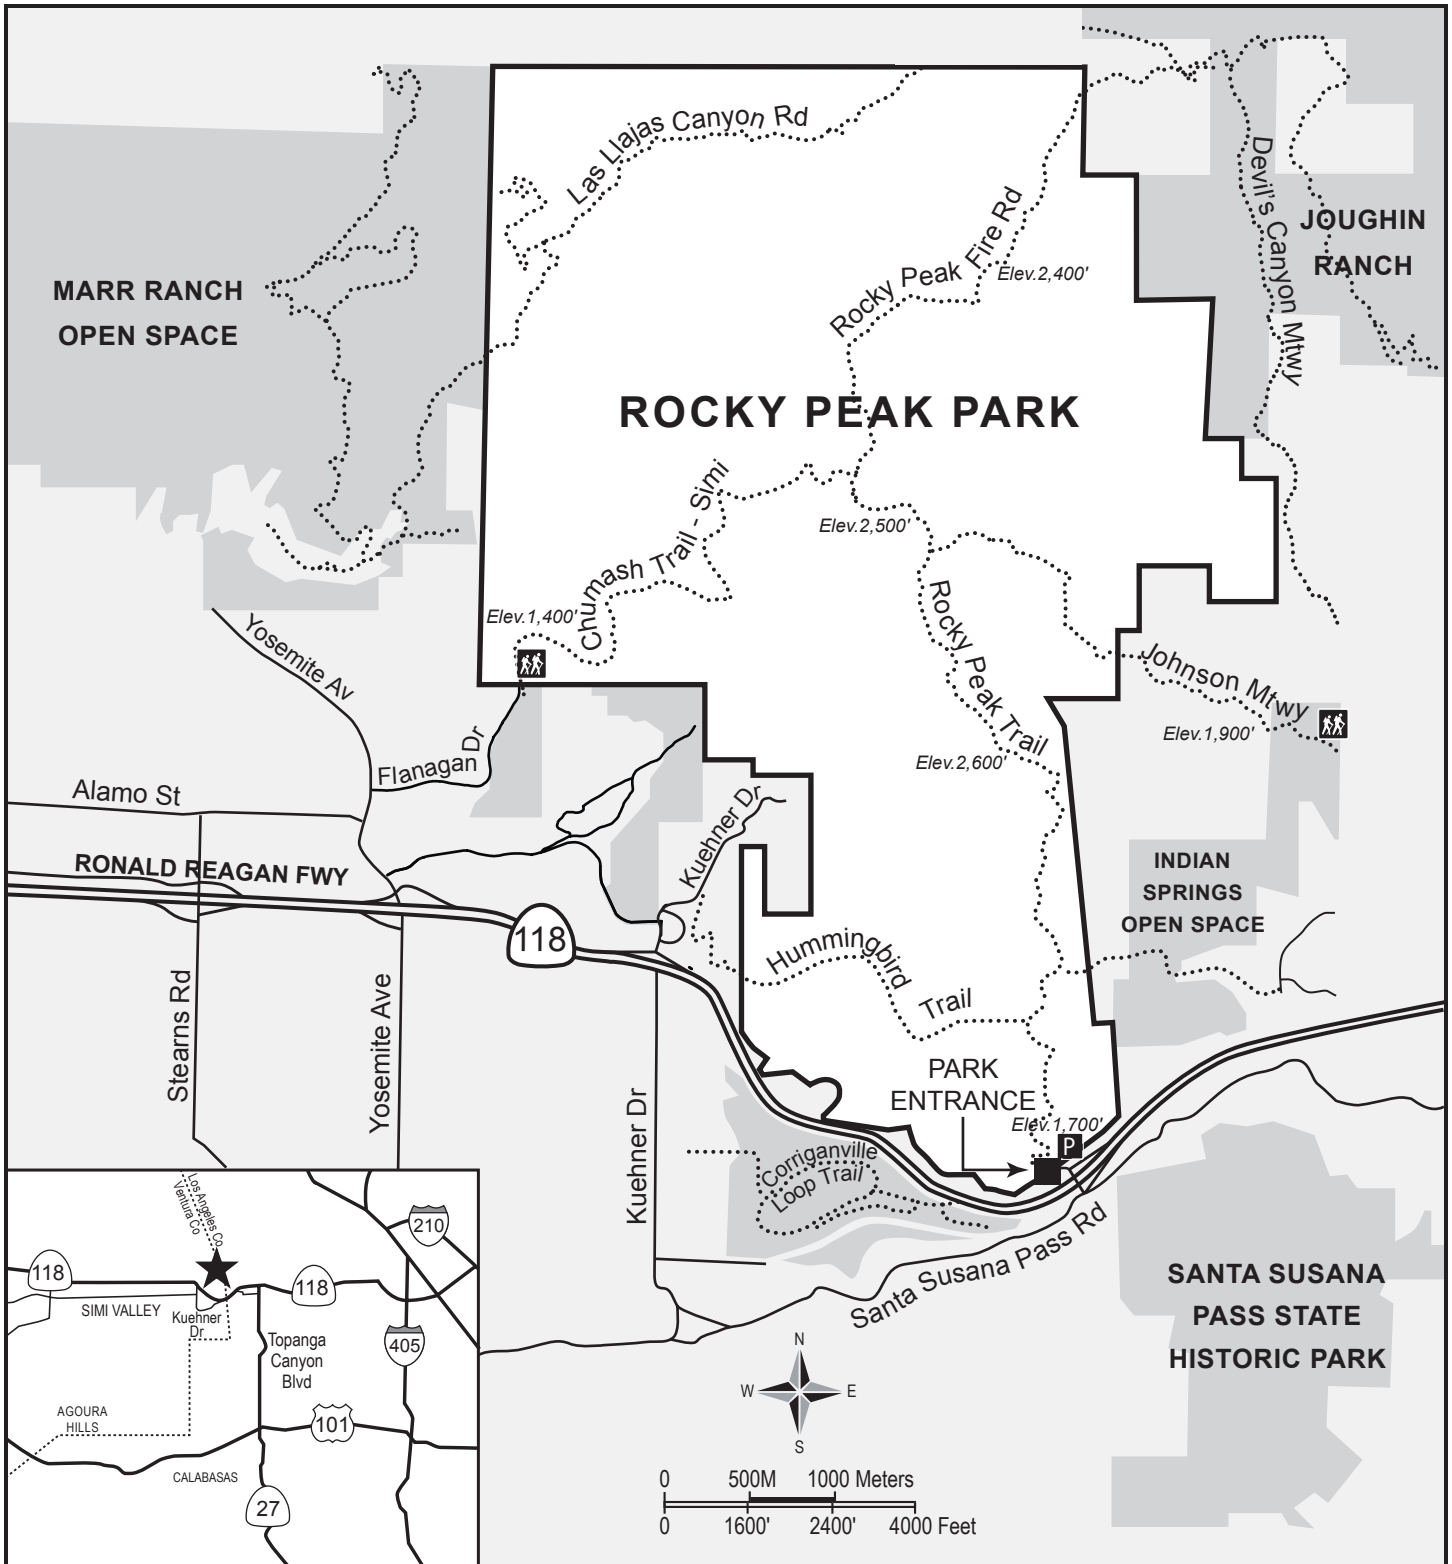 Las Llajas Canyon Rd
Rocky Peak Fire Rd
Elev.2,400'
Devil's Canyon Mtwy
JOUGHIN
RANCH
MARR RANCH
OPEN SPACE
ROCKY PEAK PARK
Chumash Trail - Simi
Elev.2,500'
Elev.1,400'
Rocky Peak Trail
Yosemite Av
Johnson Mtwy
Elev.1,900'
Elev.2,600'
Flanagan Dr
Alamo St
Kuehner Dr
RONALD REAGAN FWY
INDIAN
SPRINGS
OPEN SPACE
118
Hummingbird
Trail
Stearns Rd
Yosemite Ave
Kuehner Dr
PARK
ENTRANCE
Elev.1,700'
P
Corriganville
Loop Trail
Santa Susana Pass Rd
SANTA SUSANA
PASS STATE
HISTORIC PARK
Los Angeles Co
Ventura Co
210
118
118
SIMI VALLEY
Kuehner
Dr
Topanga
Canyon
Blvd
405
AGOURA
HILLS
101
CALABASAS
27
N
W E
S
0 500M 1000 Meters
0 1600' 2400' 4000 Feet